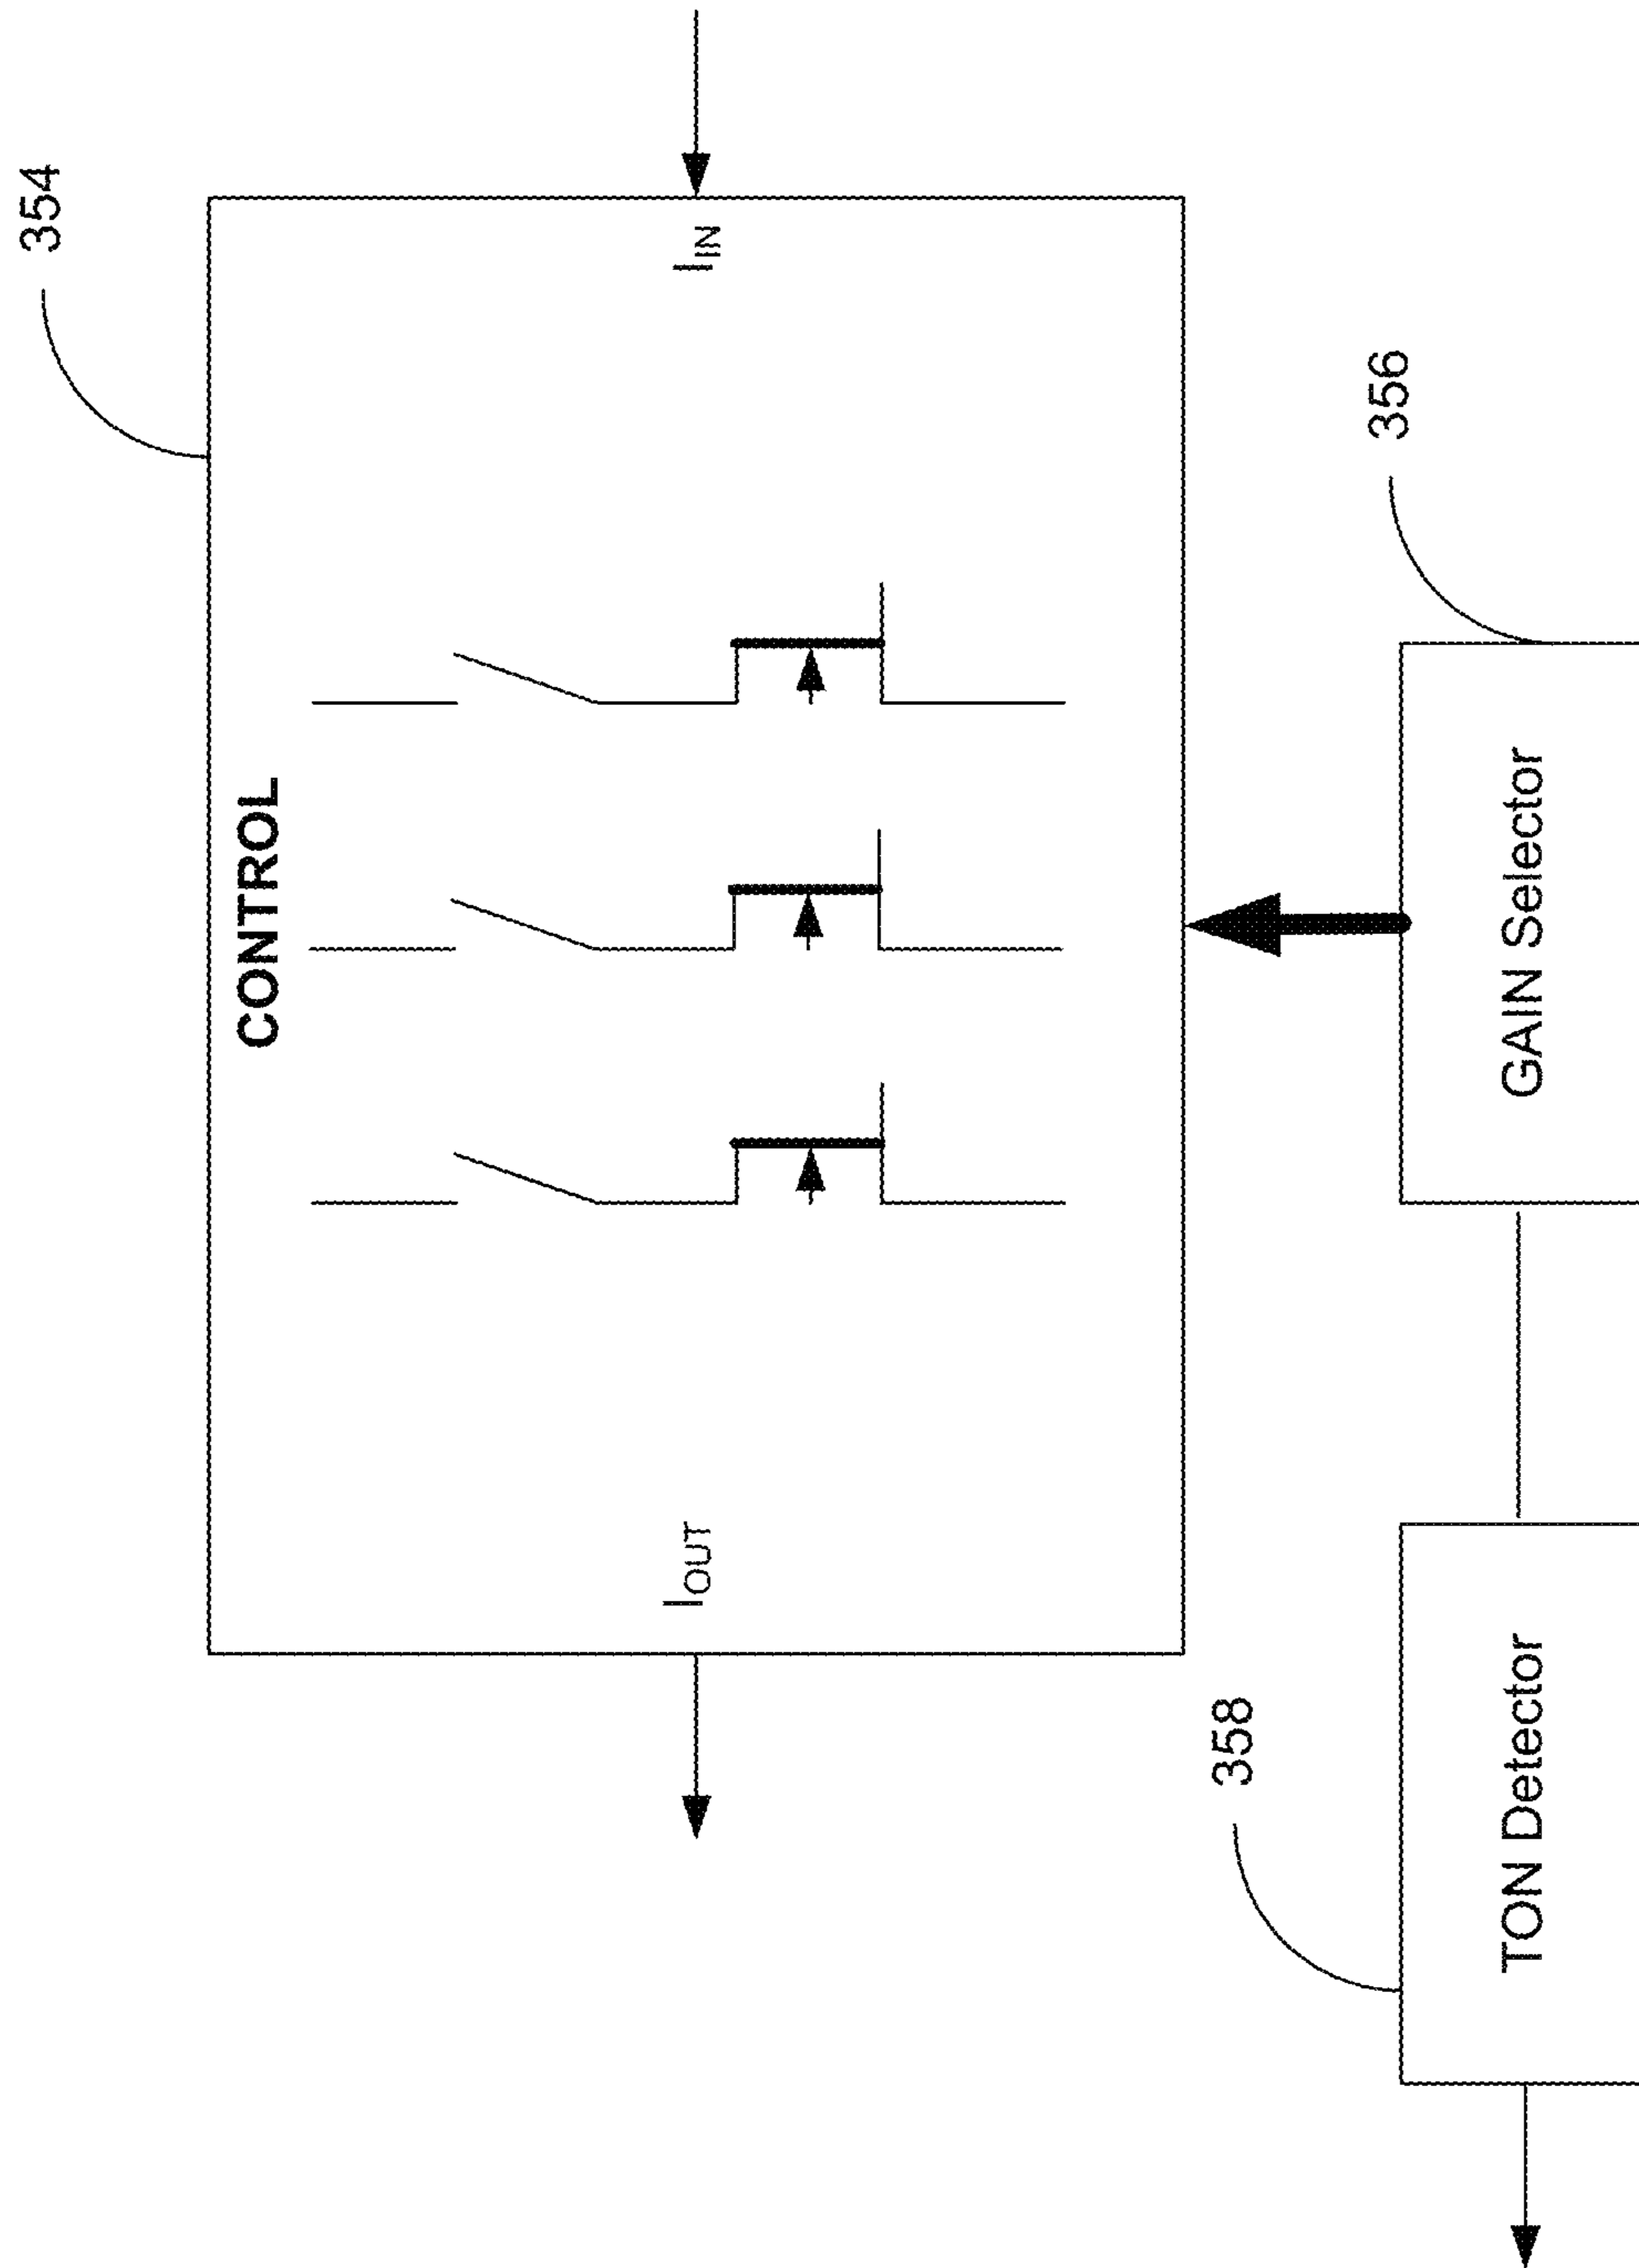 354
CONTROL
I_OUT
I_IN
356
358
TON Detector
GAIN Selector